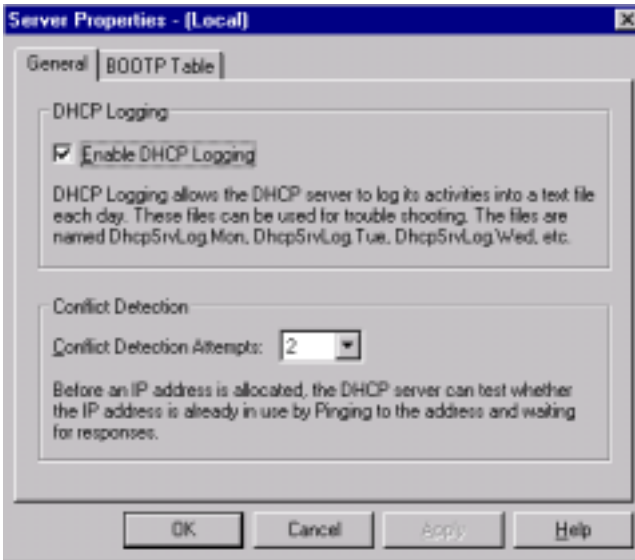 Server Properties - (Local)
General
BOOTP Table
DHCP Logging
Enable DHCP Logging
DHCP Logging allows the DHCP server to log its activities into a text file
each day. These files can be used for trouble shooting. The files are
named DhcpSrvLog.Mon, DhcpSrvLog.Tue, DhcpSrvLog.Wed, etc.
Conflict Detection
Conflict Detection Attempts: 2
Before an IP address is allocated, the DHCP server can test whether
the IP address is already in use by Pinging to the address and waiting
for responses.
OK
Cancel
Apply
Help